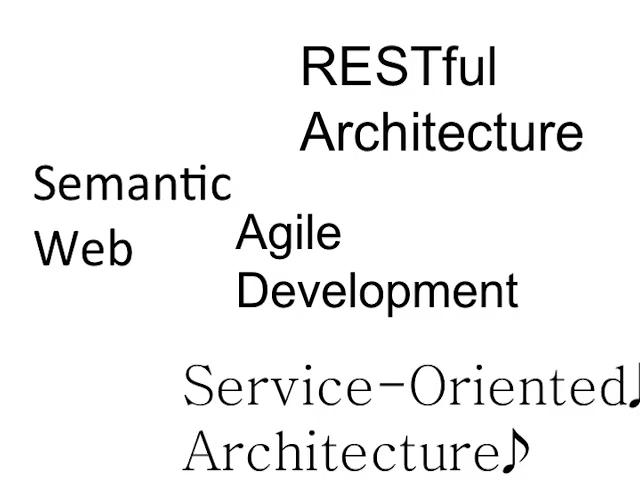 RESTful
Architecture
Semantic
Web
Agile
Development
Service-Oriented♪
Architecture♪